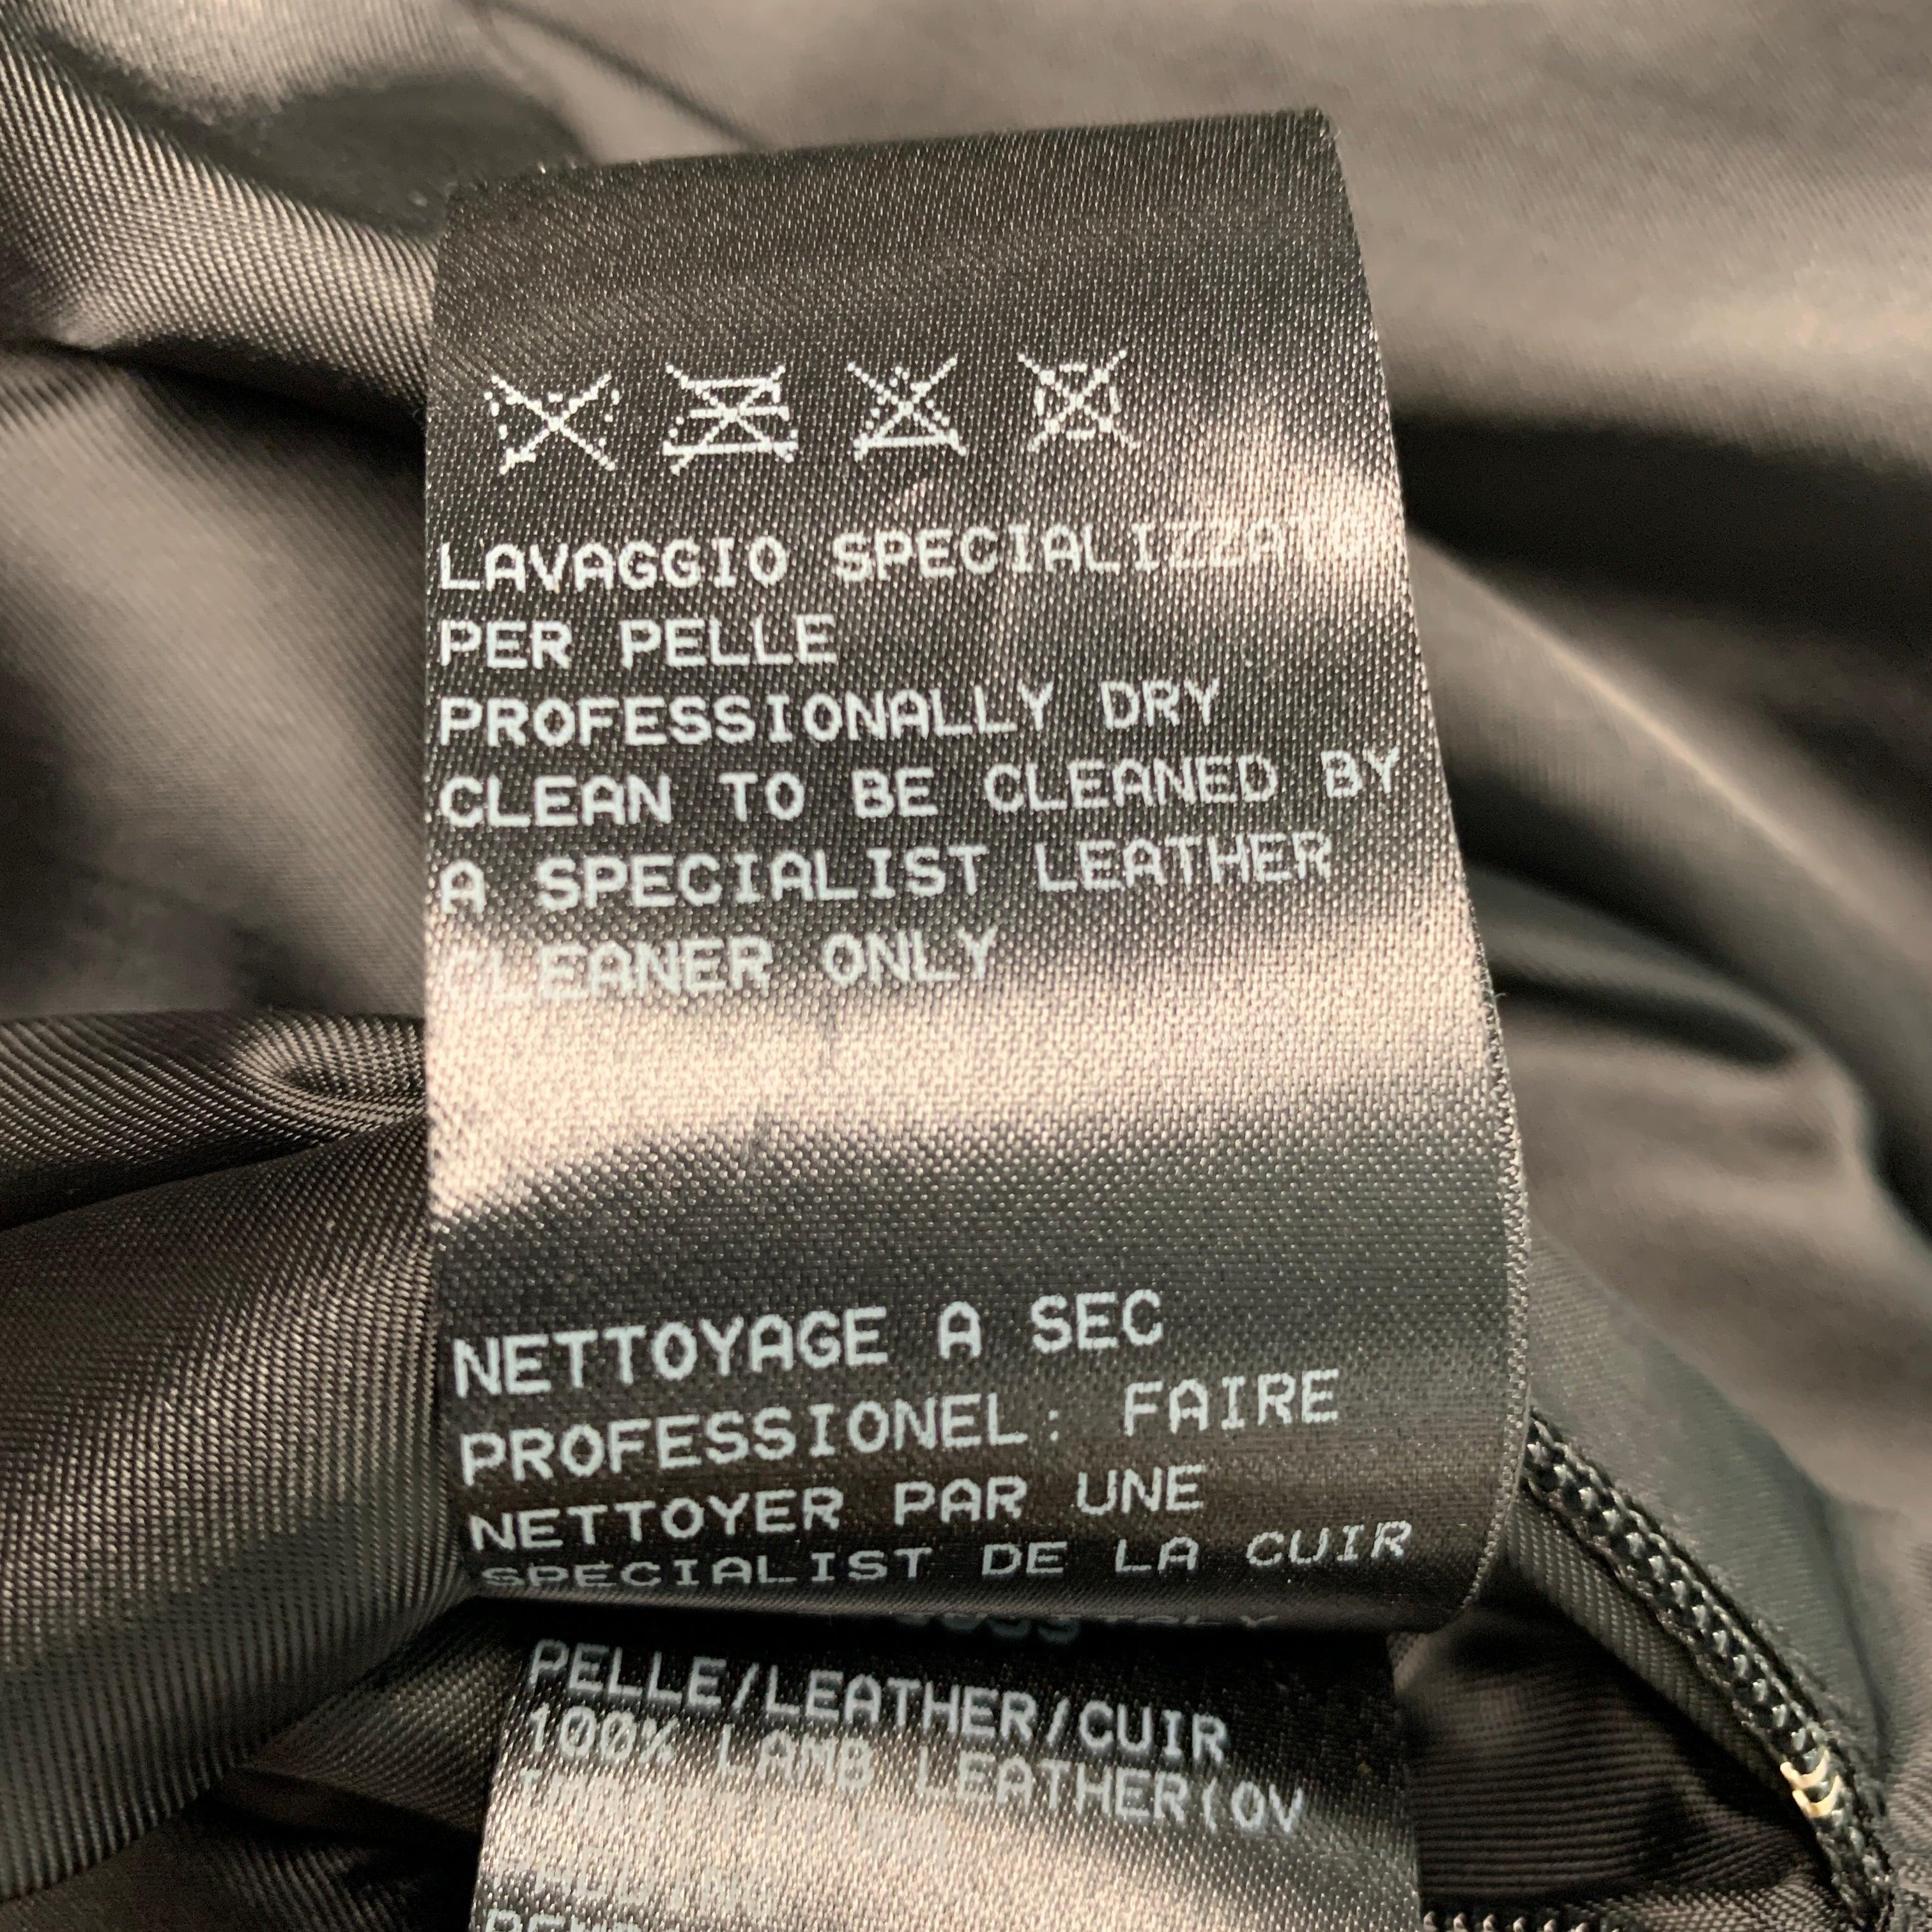 LAVAGGIO SPECIALIZZATO
PER PELLE
PROFESSIONALLY DRY
CLEAN TO BE CLEANED BY
A SPECIALIST LEATHER
CLEANER ONLY
NETTOYAGE A SEC
PROFESSIONEL: FAIRE
NETTOYER PAR UNE
SPECIALIST DE LA CUIR
PELLE/LEATHER/CUIR
100% LAMB LEATHER(OV